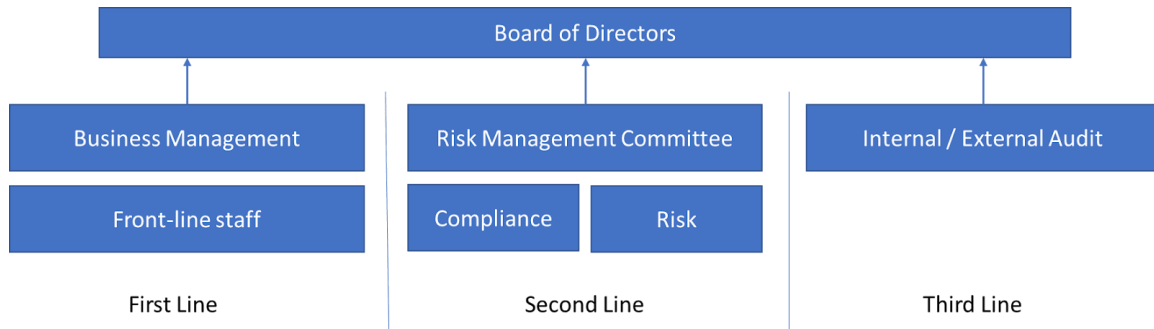 Board of Directors
Business Management
Risk Management Committee
Internal / External Audit
Front-line staff
Compliance
Risk
First Line
Second Line
Third Line